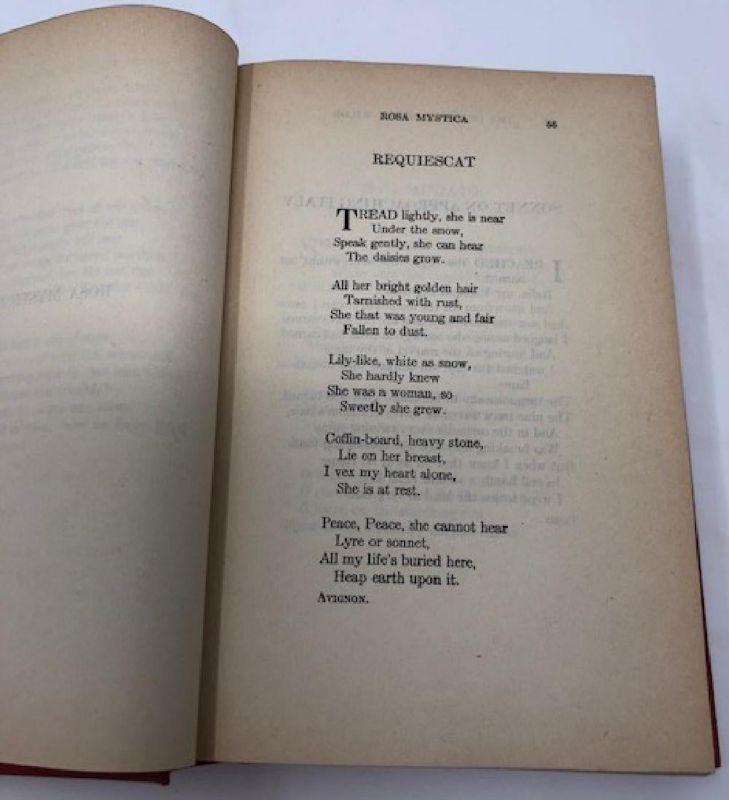 ROSA MYSTICA 55
REQUIESCAT
TREAD lightly, she is near
Under the snow,
Speak gently, she can hear
The daisies grow.
All her bright golden hair
Tarnished with rust,
She that was young and fair
Fallen to dust.
Lily-like, white as snow,
She hardly knew
She was a woman, so
Sweetly she grew.
Coffin-board, heavy stone,
Lie on her breast,
I vex my heart alone,
She is at rest.
Peace, Peace, she cannot hear
Lyre or sonnet,
All my life's buried here,
Heap earth upon it.
AVIGNON.